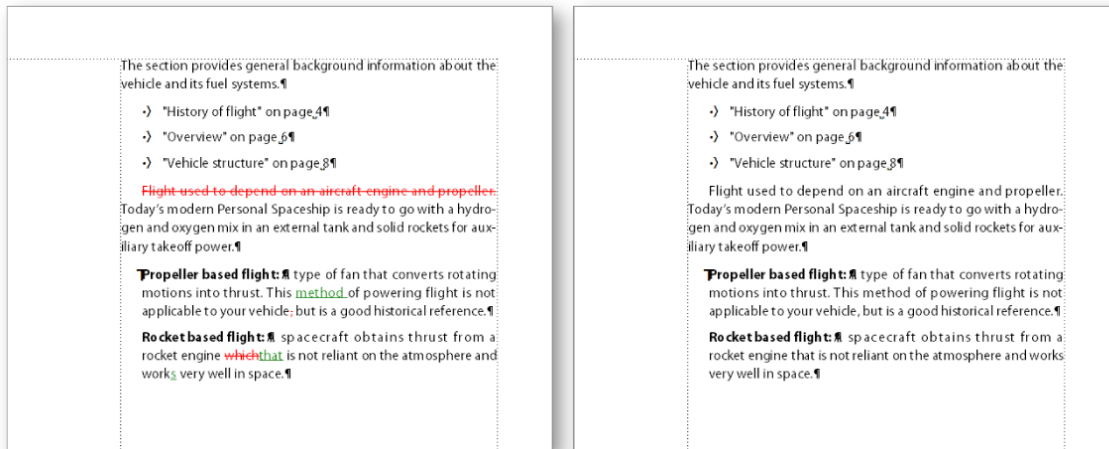 The section provides general background information about the
vehicle and its fuel systems.¶
•⟩ "History of flight" on page 4¶
•⟩ "Overview" on page 6¶
•⟩ "Vehicle structure" on page 8¶
Flight used to depend on an aircraft engine and propeller.
Today’s modern Personal Spaceship is ready to go with a hydro-
gen and oxygen mix in an external tank and solid rockets for aux-
iliary takeoff power.¶
Propeller based flight:¶ type of fan that converts rotating
motions into thrust. This method of powering flight is not
applicable to your vehicle, but is a good historical reference.¶
Rocket based flight:¶ spacecraft obtains thrust from a
rocket engine whichthat is not reliant on the atmosphere and
works very well in space.¶
The section provides general background information about the
vehicle and its fuel systems.¶
•⟩ "History of flight" on page 4¶
•⟩ "Overview" on page 6¶
•⟩ "Vehicle structure" on page 8¶
Flight used to depend on an aircraft engine and propeller.
Today’s modern Personal Spaceship is ready to go with a hydro-
gen and oxygen mix in an external tank and solid rockets for aux-
iliary takeoff power.¶
Propeller based flight:¶ type of fan that converts rotating
motions into thrust. This method of powering flight is not
applicable to your vehicle, but is a good historical reference.¶
Rocket based flight:¶ spacecraft obtains thrust from a
rocket engine that is not reliant on the atmosphere and works
very well in space.¶